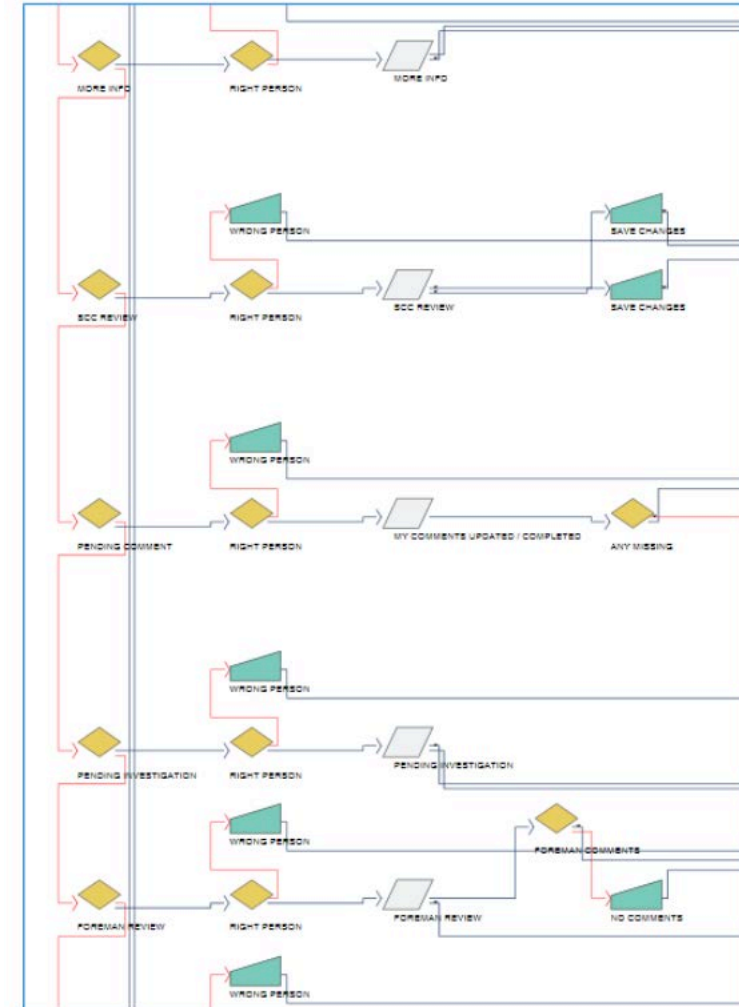 MORE INFO
RIGHT PERSON
MORE INFO
WRONG PERSON
SAVE CHANGES
SCC REVIEW
RIGHT PERSON
SCC REVIEW
SAVE CHANGES
WRONG PERSON
PENDING COMMENT
RIGHT PERSON
MY COMMENTS UPDATED / COMPLETED
ANY MISSING
WRONG PERSON
PENDING INVESTIGATION
RIGHT PERSON
PENDING INVESTIGATION
WRONG PERSON
FOREMAN COMMENTS
FOREMAN REVIEW
RIGHT PERSON
FOREMAN REVIEW
NO COMMENTS
WRONG PERSON